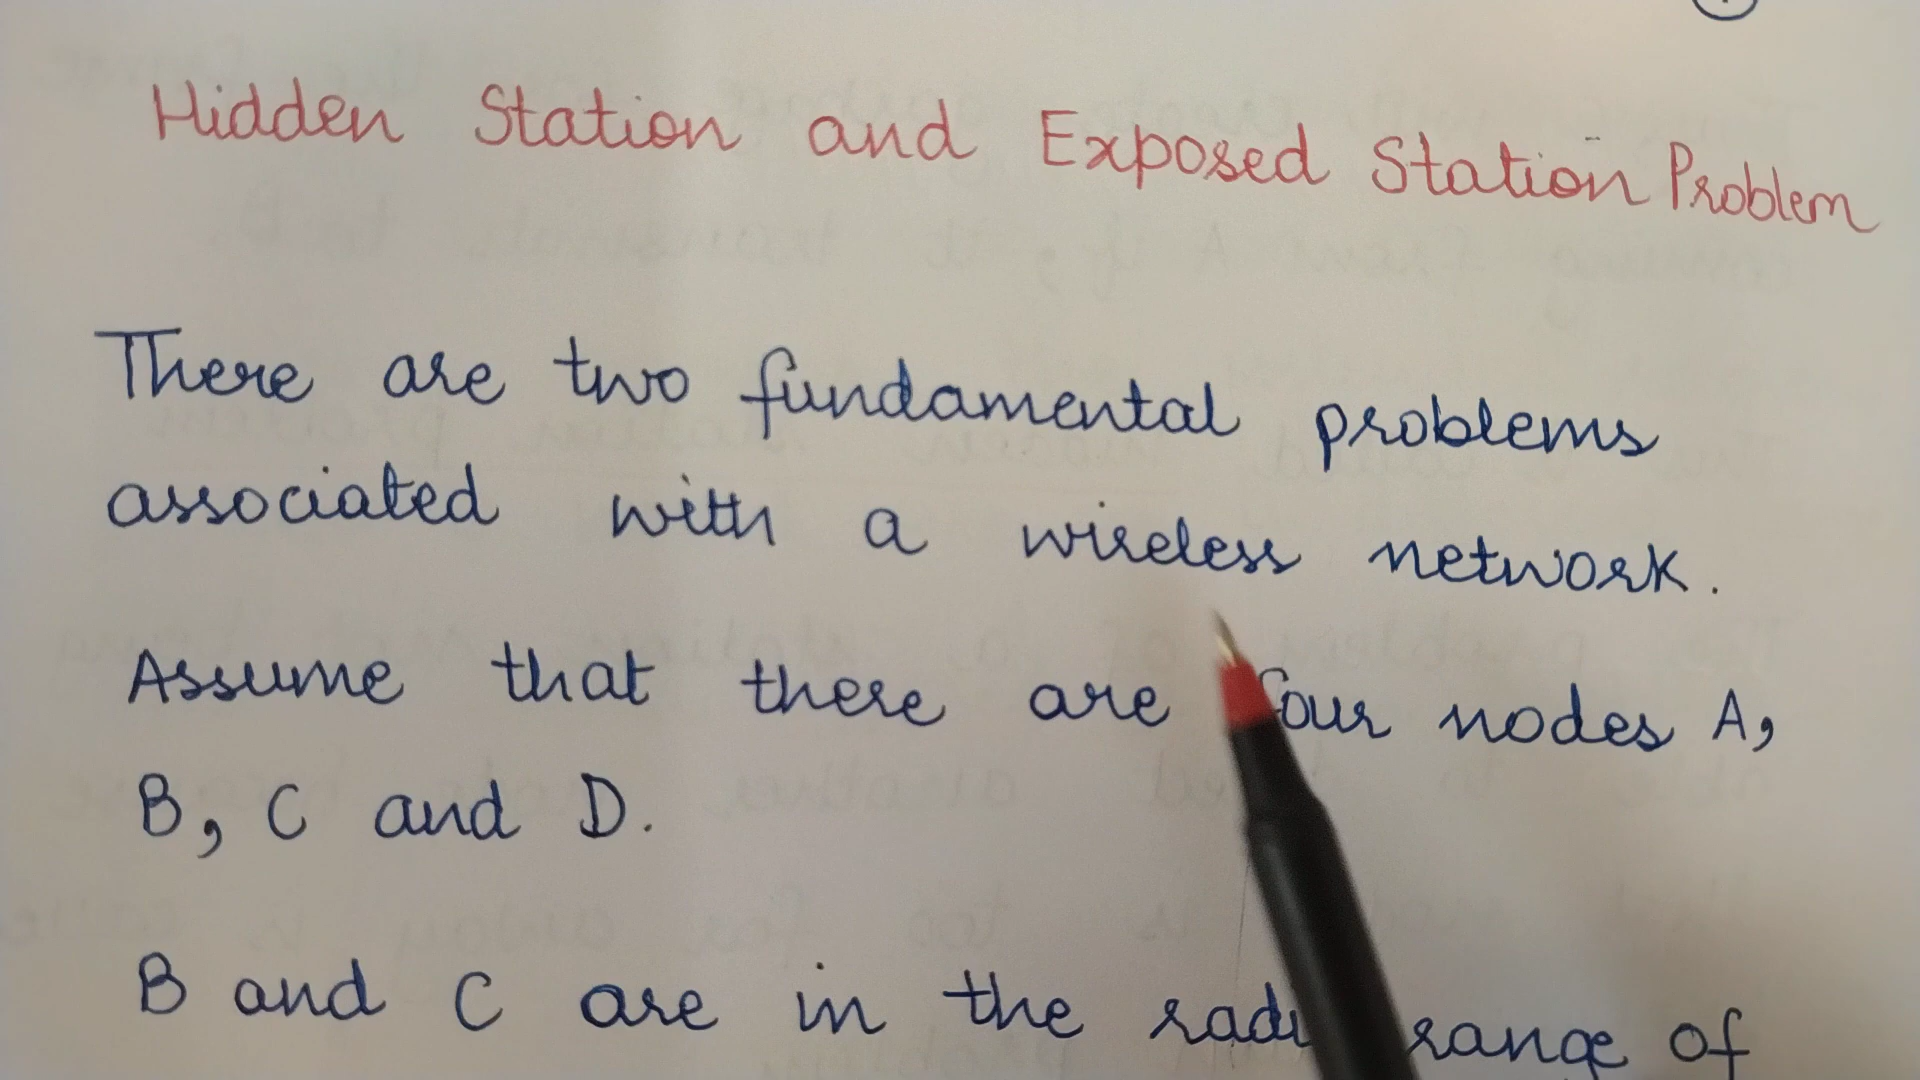 Hidden Station and Exposed Station Problem
There are two fundamental problems
associated with a wireless network.
Assume that there are four nodes A,
B, C and D.
B and C are in the range of